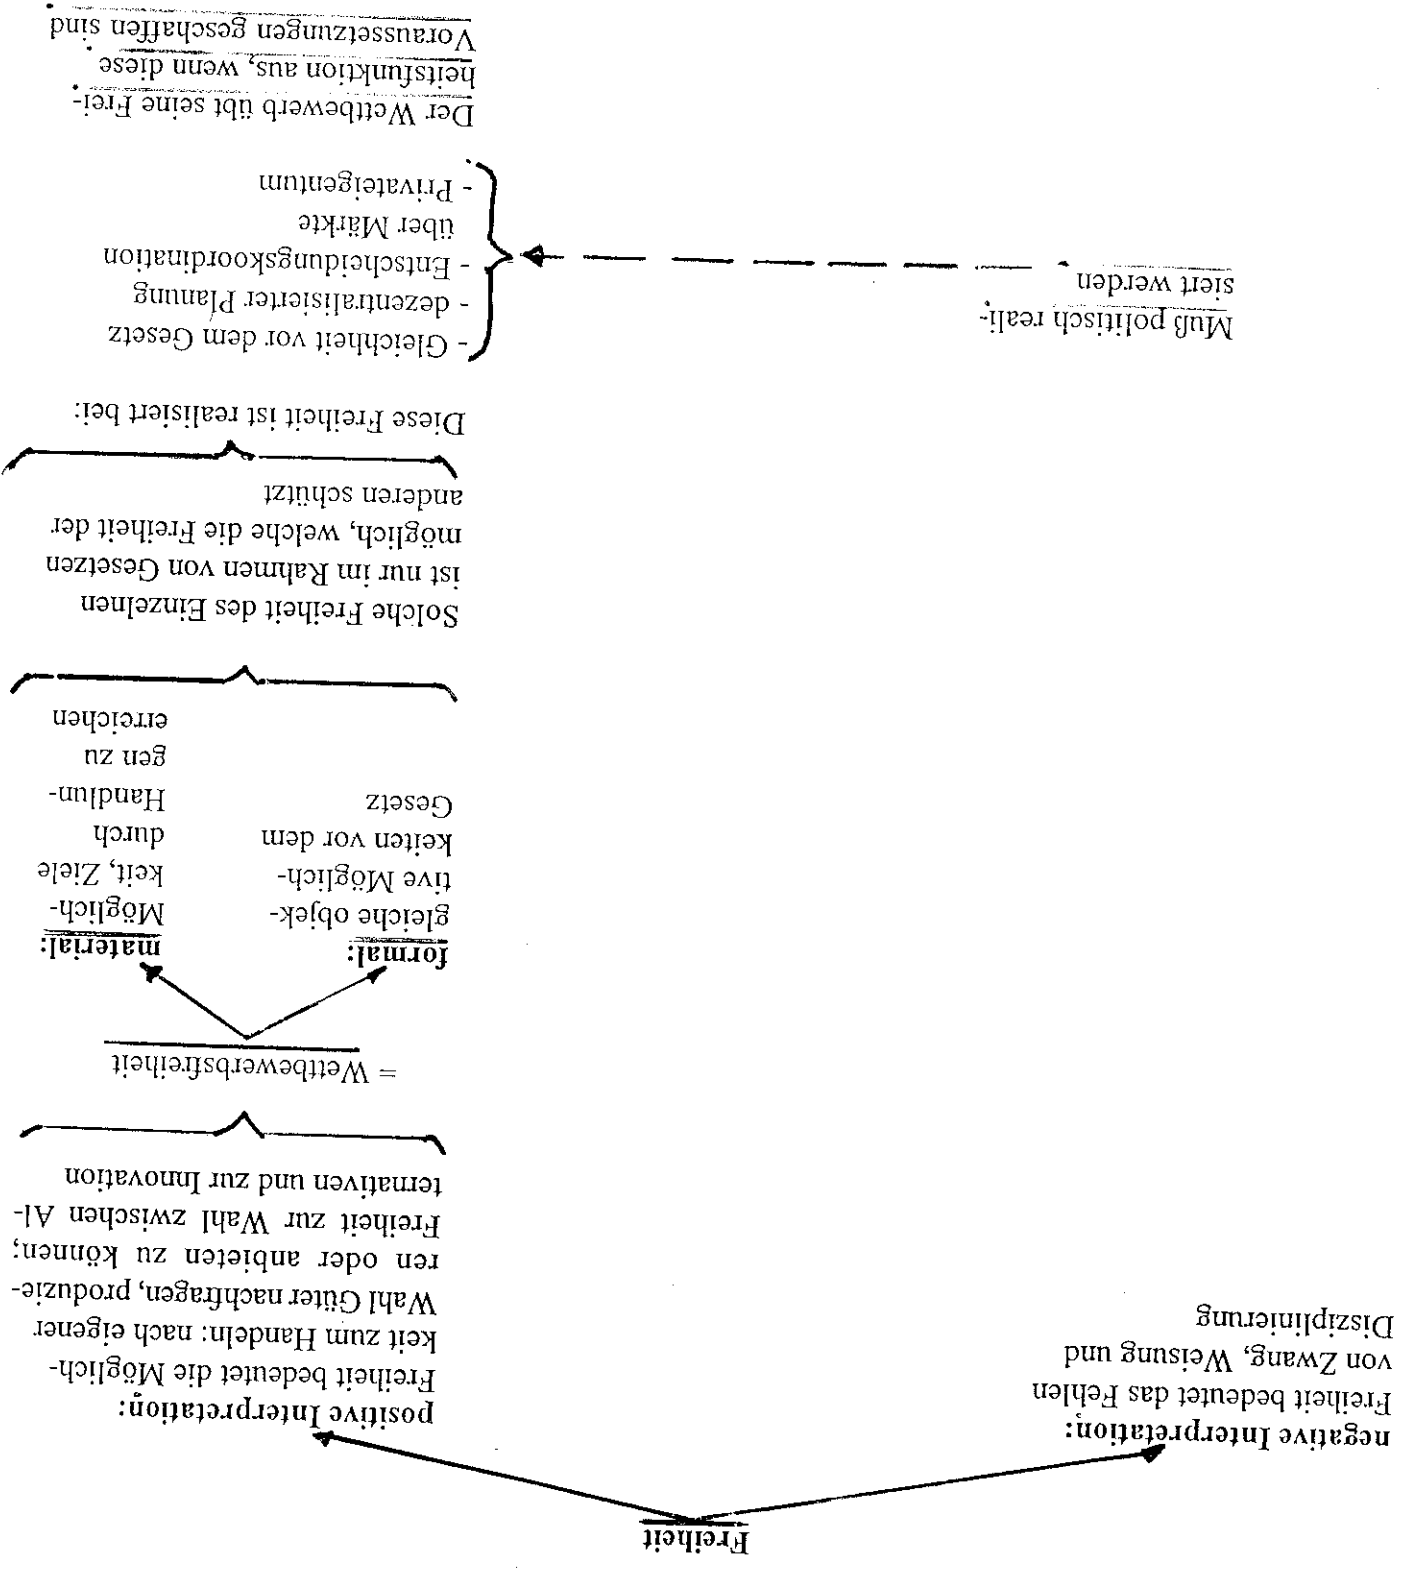 Freiheit
negative Interpretation:
Freiheit bedeutet das Fehlen
von Zwang, Weisung und
Disziplinierung
positive Interpretation:
Freiheit bedeutet die Möglich-
keit zum Handeln: nach eigener
Wahl Güter nachfragen, produzie-
ren oder anbieten zu können;
Freiheit zur Wahl zwischen Al-
ternativen und zur Innovation
= Wettbewerbsfreiheit
formal:
gleiche objek-
tive Möglich-
keiten vor dem
Gesetz
material:
Möglich-
keit, Ziele
durch
Handlun-
gen zu
erreichen
Solche Freiheit des Einzelnen
ist nur im Rahmen von Gesetzen
möglich, welche die Freiheit der
anderen schützt
Diese Freiheit ist realisiert bei:
Muß politisch reali-
siert werden
- Gleichheit vor dem Gesetz
- dezentralisierter Planung
- Entscheidungskoordination
über Märkte
- Privateigentum
Der Wettbewerb übt seine Frei-
heitsfunktion aus, wenn diese
Voraussetzungen geschaffen sind